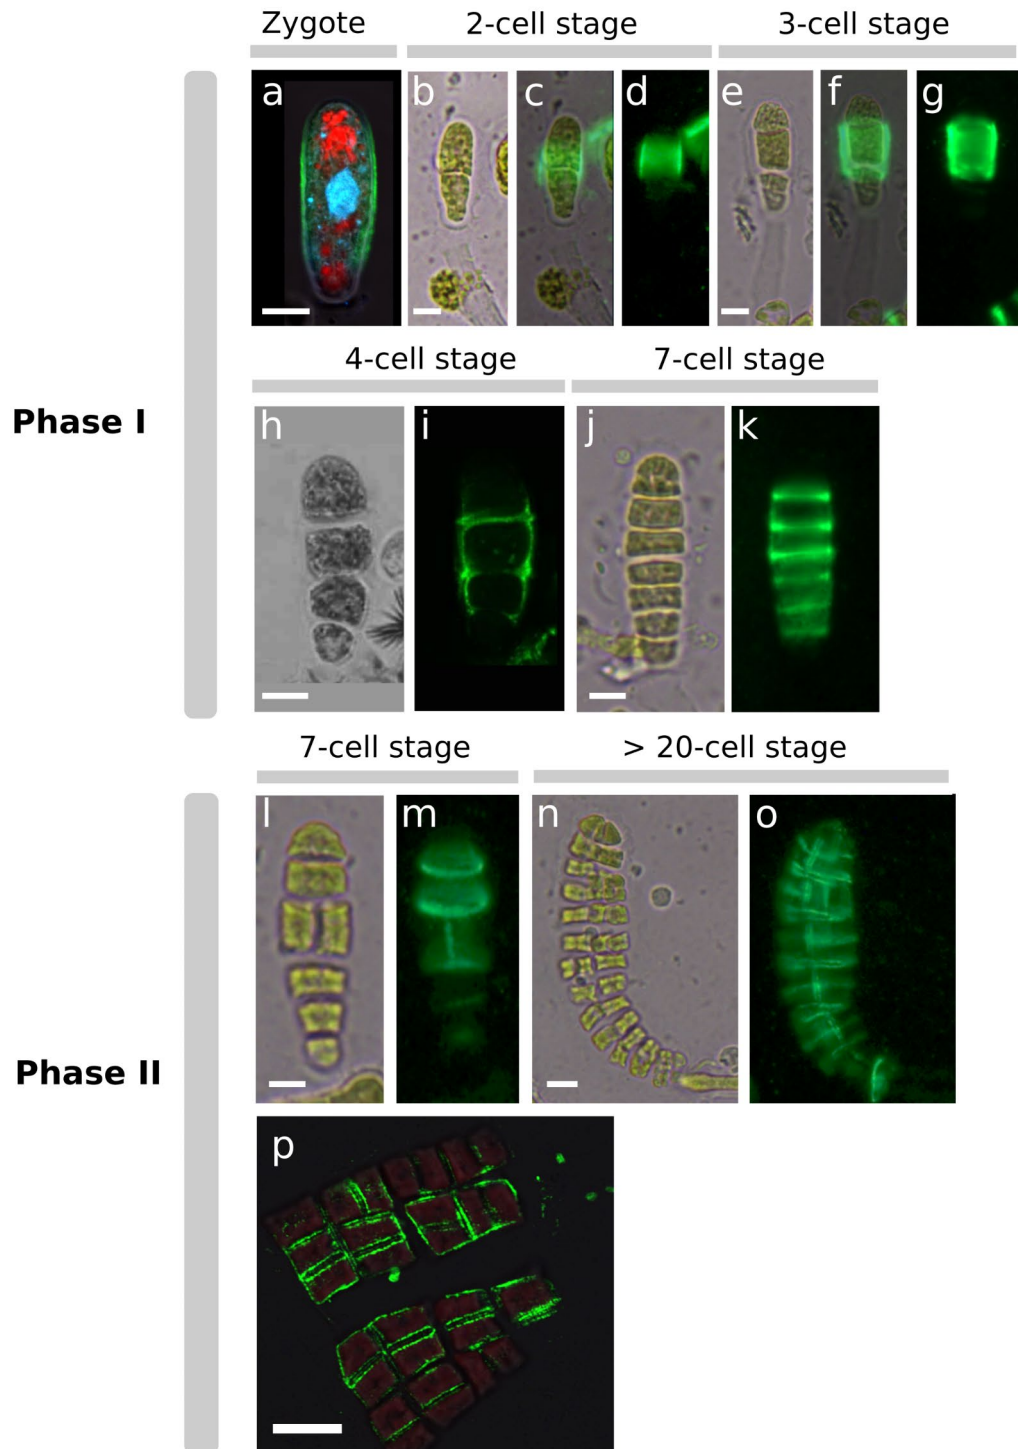 Zygote
2-cell stage
3-cell stage
a
b
c
d
e
f
g
4-cell stage
7-cell stage
Phase I
h
i
j
k
7-cell stage
> 20-cell stage
l
m
n
o
Phase II
p